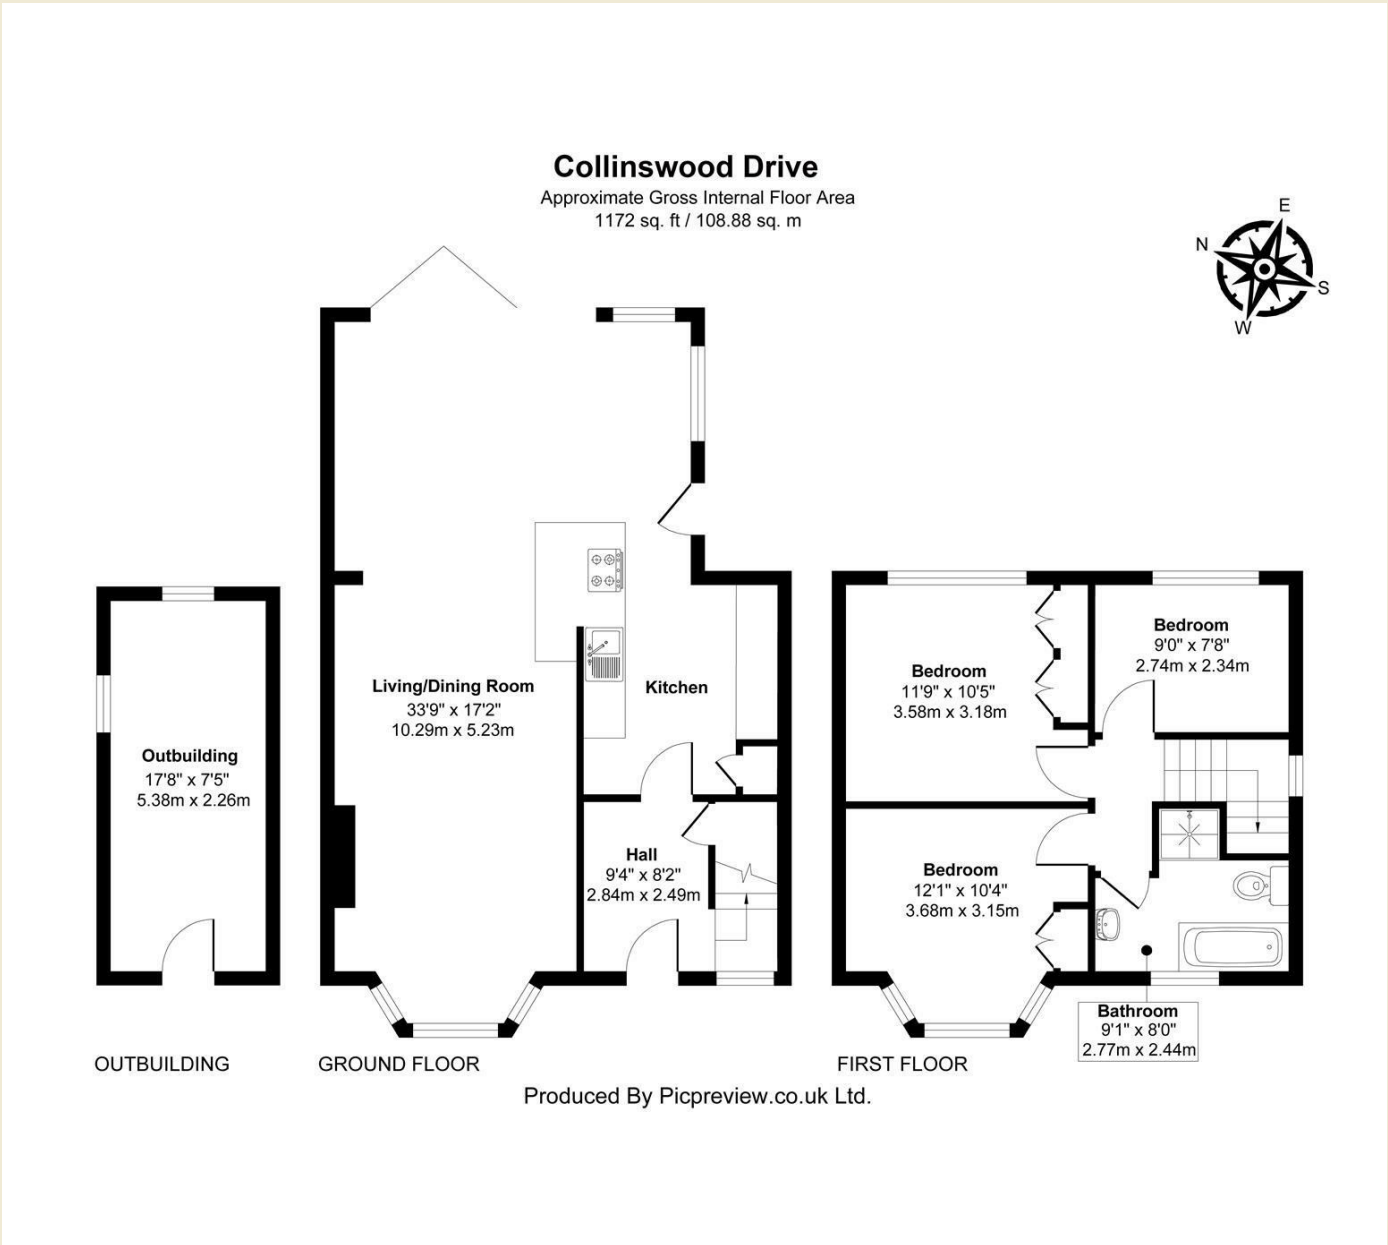 Collinswood Drive
Approximate Gross Internal Floor Area
1172 sq. ft / 108.88 sq. m
E
N
S
W
Living/Dining Room
33'9" x 17'2"
10.29m x 5.23m
Kitchen
Outbuilding
17'8" x 7'5"
5.38m x 2.26m
Hall
9'4" x 8'2"
2.84m x 2.49m
Bedroom
11'9" x 10'5"
3.58m x 3.18m
Bedroom
9'0" x 7'8"
2.74m x 2.34m
Bedroom
12'1" x 10'4"
3.68m x 3.15m
Bathroom
9'1" x 8'0"
2.77m x 2.44m
OUTBUILDING
GROUND FLOOR
FIRST FLOOR
Produced By Picpreview.co.uk Ltd.